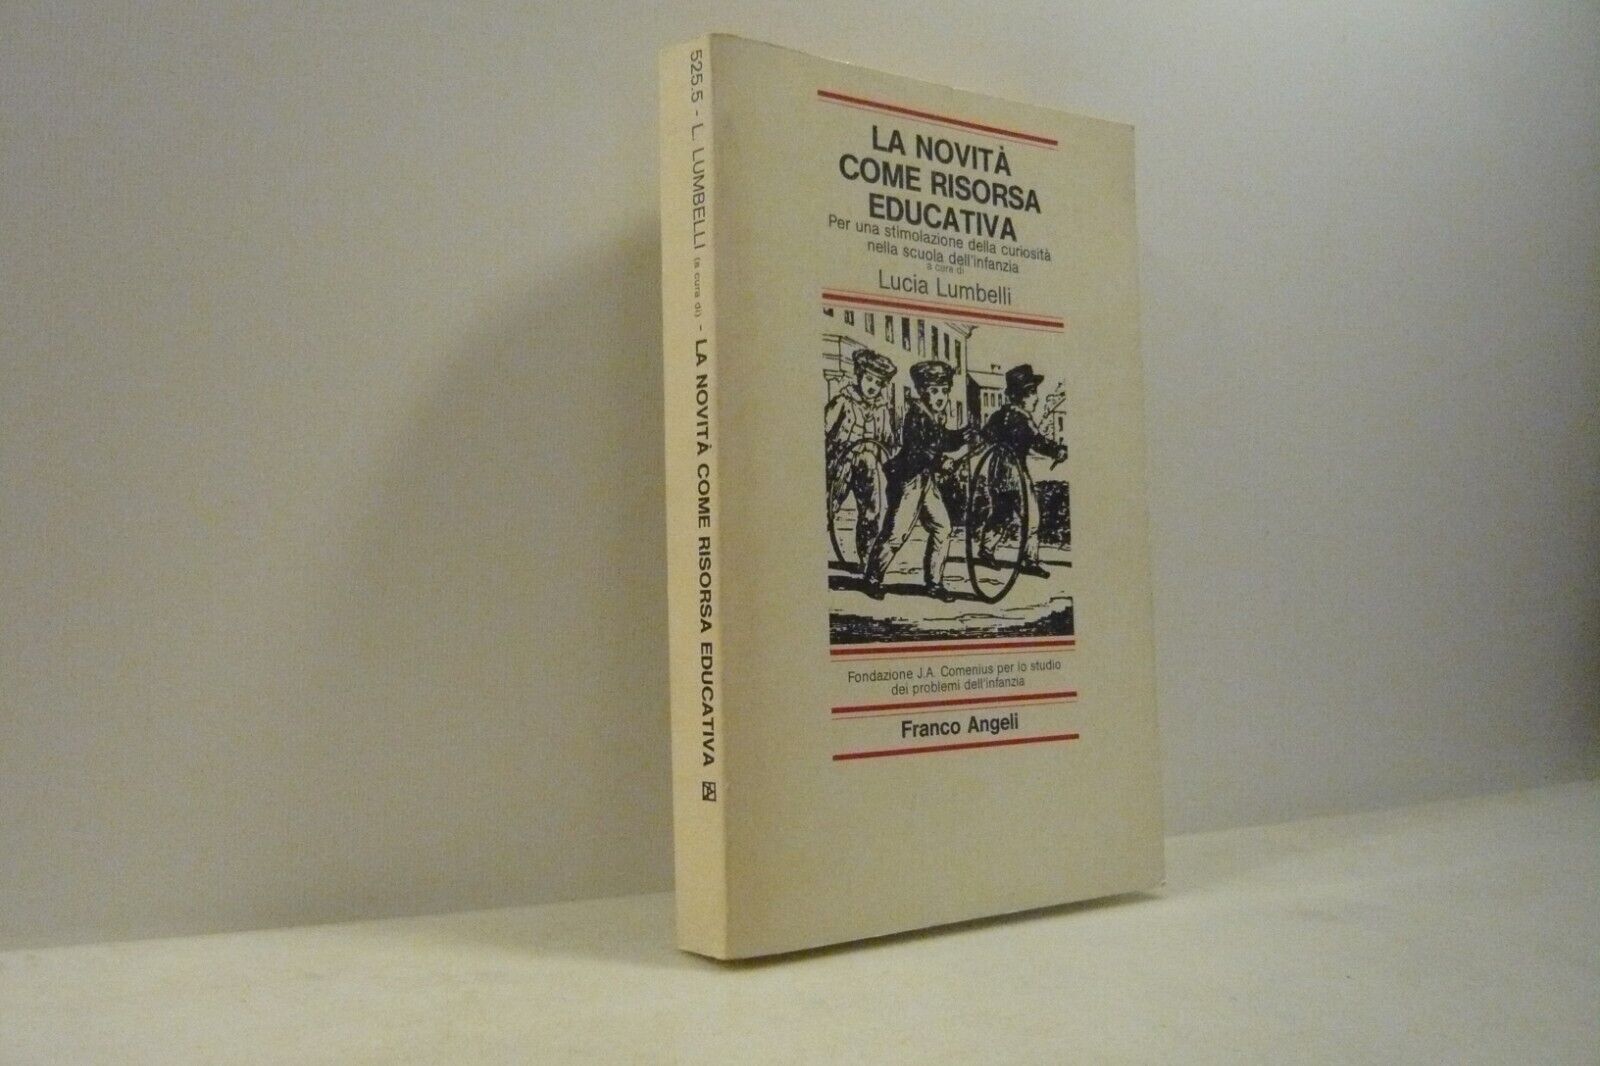 525.5 - L. LUMBELLI (a cura di) - LA NOVITÀ COME RISORSA EDUCATIVA
LA NOVITÀ
COME RISORSA
EDUCATIVA
Per una stimolazione della curiosità
nella scuola dell'infanzia
a cura di
Lucia Lumbelli
Fondazione J.A. Comenius per lo studio
dei problemi dell'infanzia
Franco Angeli